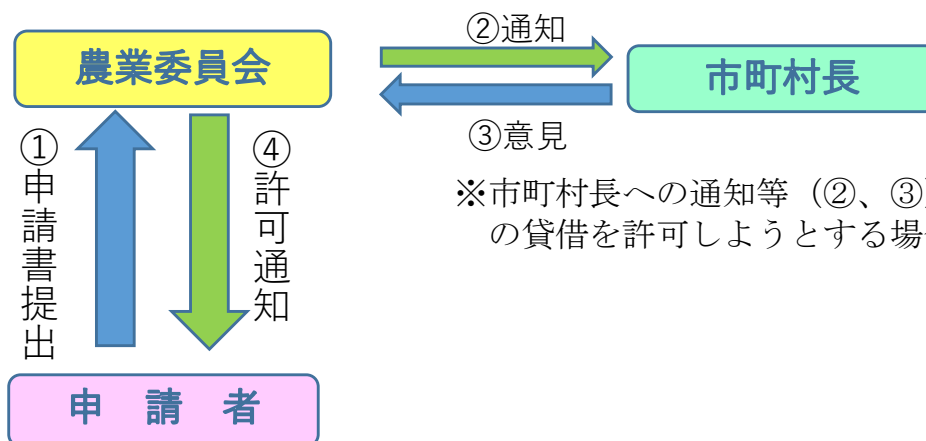 農業委員会
②通知
市町村長
③意見
①申請書提出
④許可通知
※市町村長への通知等（②、③
の貸借を許可しようとする場
申　請　者